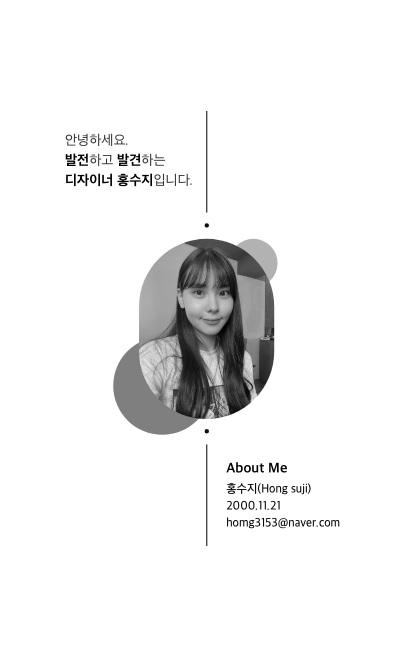 안녕하세요.
발전하고 발견하는
디자이너 홍수지입니다.
About Me
홍수지(Hong suji)
2000.11.21
homg3153@naver.com